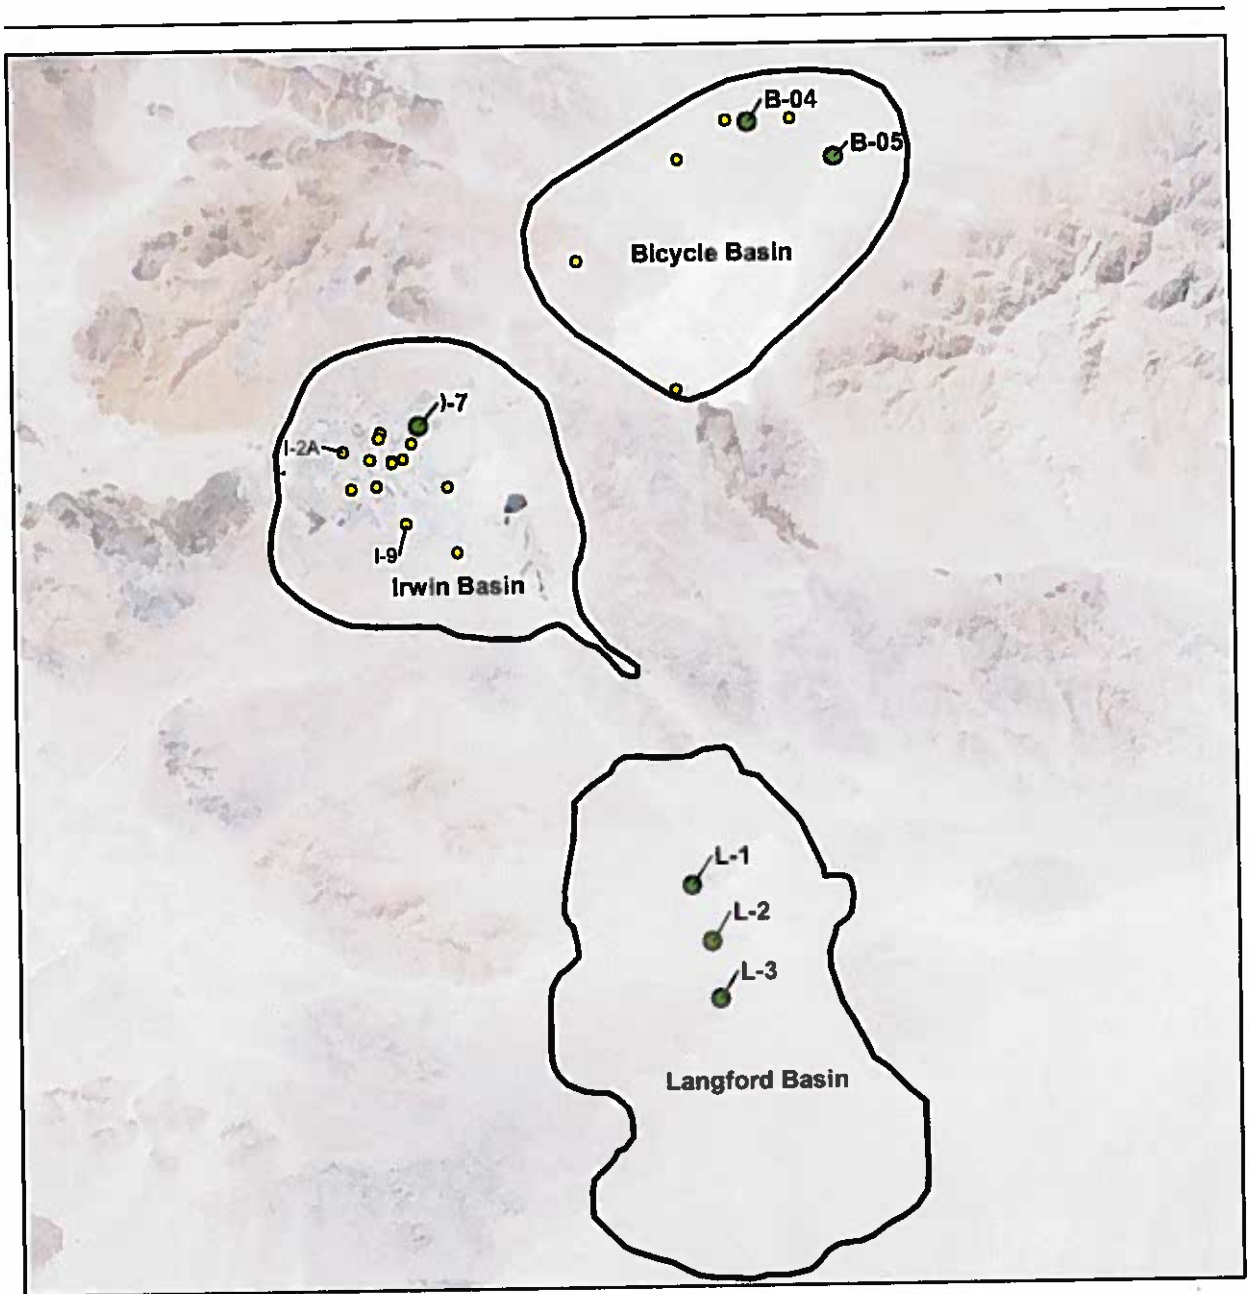 B-04
B-05
Bicycle Basin
)-7
I-2A
I-9
Irwin Basin
L-1
L-2
L-3
Langford Basin